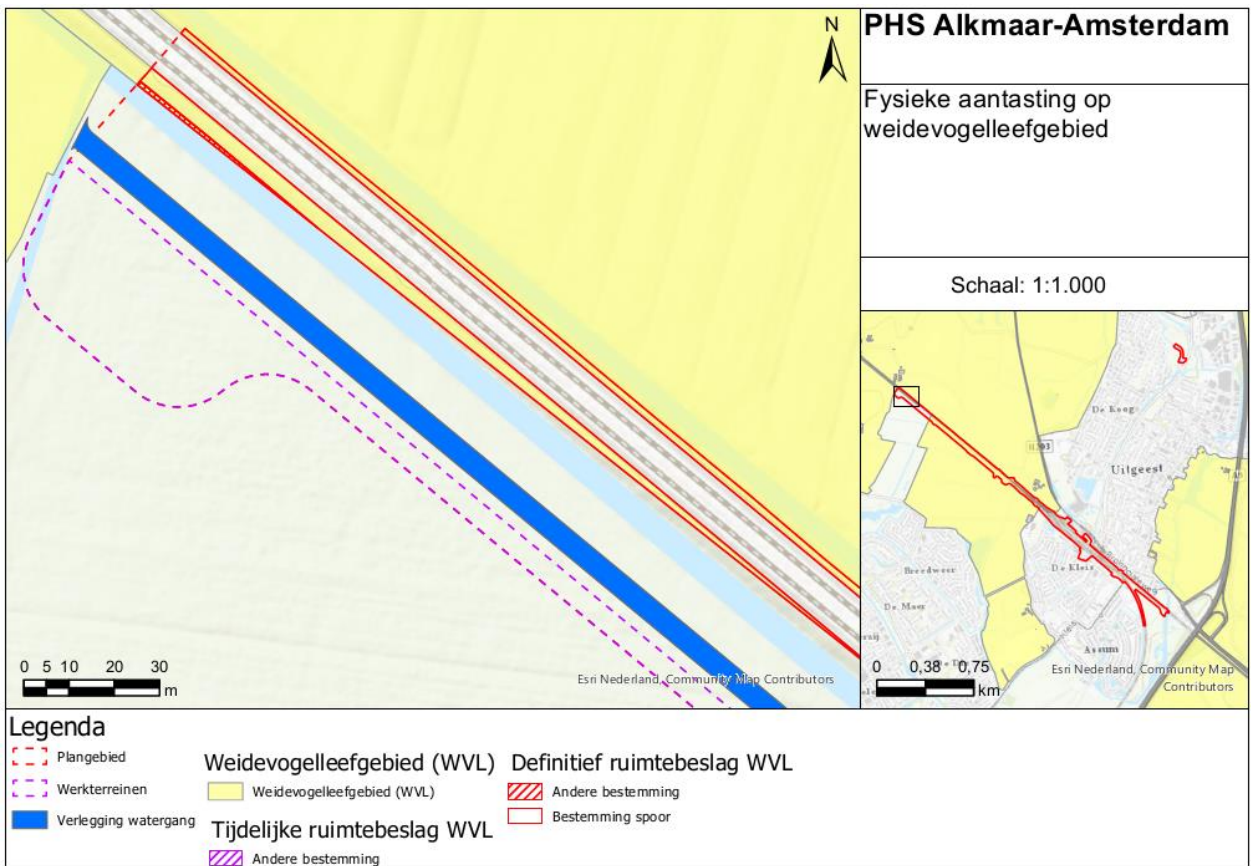 N
PHS Alkmaar-Amsterdam
Fysieke aantasting op
weidevogelleefgebied
Schaal: 1:1.000
De Koog
Uitgeest
De Kleis
Assum
0 0,38 0,75
km
Esri Nederland, Community Map
Contributors
0 5 10 20 30
m
Esri Nederland, Community Map Contributors
Legenda
Plangebied
Werkterreinen
Verlegging watergang
Weidevogelleefgebied (WVL)
Weidevogelleefgebied (WVL)
Tijdelijke ruimtebeslag WVL
Andere bestemming
Definitief ruimtebeslag WVL
Andere bestemming
Bestemming spoor